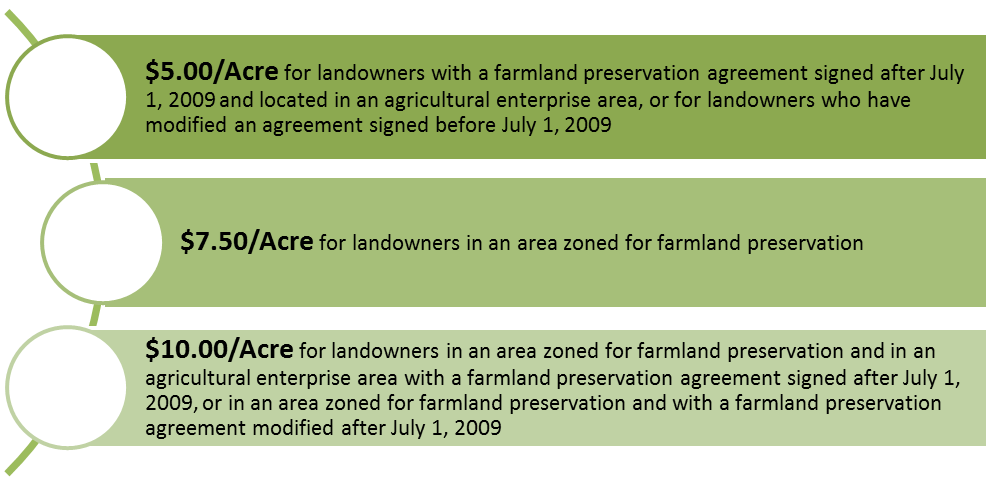 $5.00/Acre for landowners with a farmland preservation agreement signed after July
1, 2009 and located in an agricultural enterprise area, or for landowners who have
modified an agreement signed before July 1, 2009
$7.50/Acre for landowners in an area zoned for farmland preservation
$10.00/Acre for landowners in an area zoned for farmland preservation and in an
agricultural enterprise area with a farmland preservation agreement signed after July 1,
2009, or in an area zoned for farmland preservation and with a farmland preservation
agreement modified after July 1, 2009